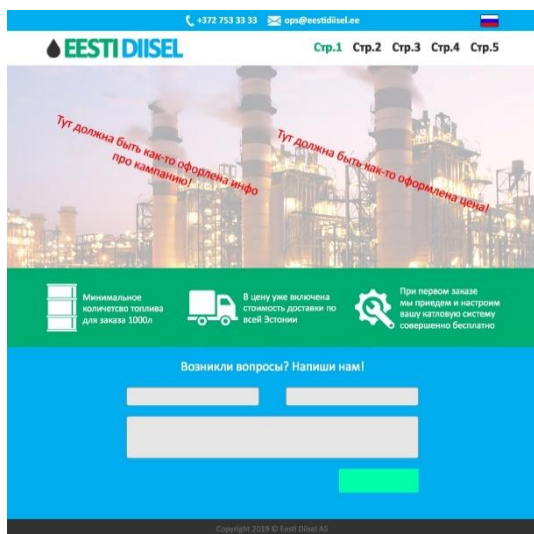 +372 753 33 33 ops@eestidiisel.ee
EESTI DIISEL
Стр.1 Стр.2 Стр.3 Стр.4 Стр.5
Тут должна быть как-то офорлена инфо
про кампанию!
Тут должна быть как-то оформлена цена!
Минимальное
количетсво топлива
для заказа 1000л
В цену уже включена
стоимость доставки по
всей Эстонии
При первом заказе
мы приедем и настроим
вашу катловую систему
совершенно бесплатно
Возникли вопросы? Напиши нам!
Copyright 2019 © Eesti Diisel AS